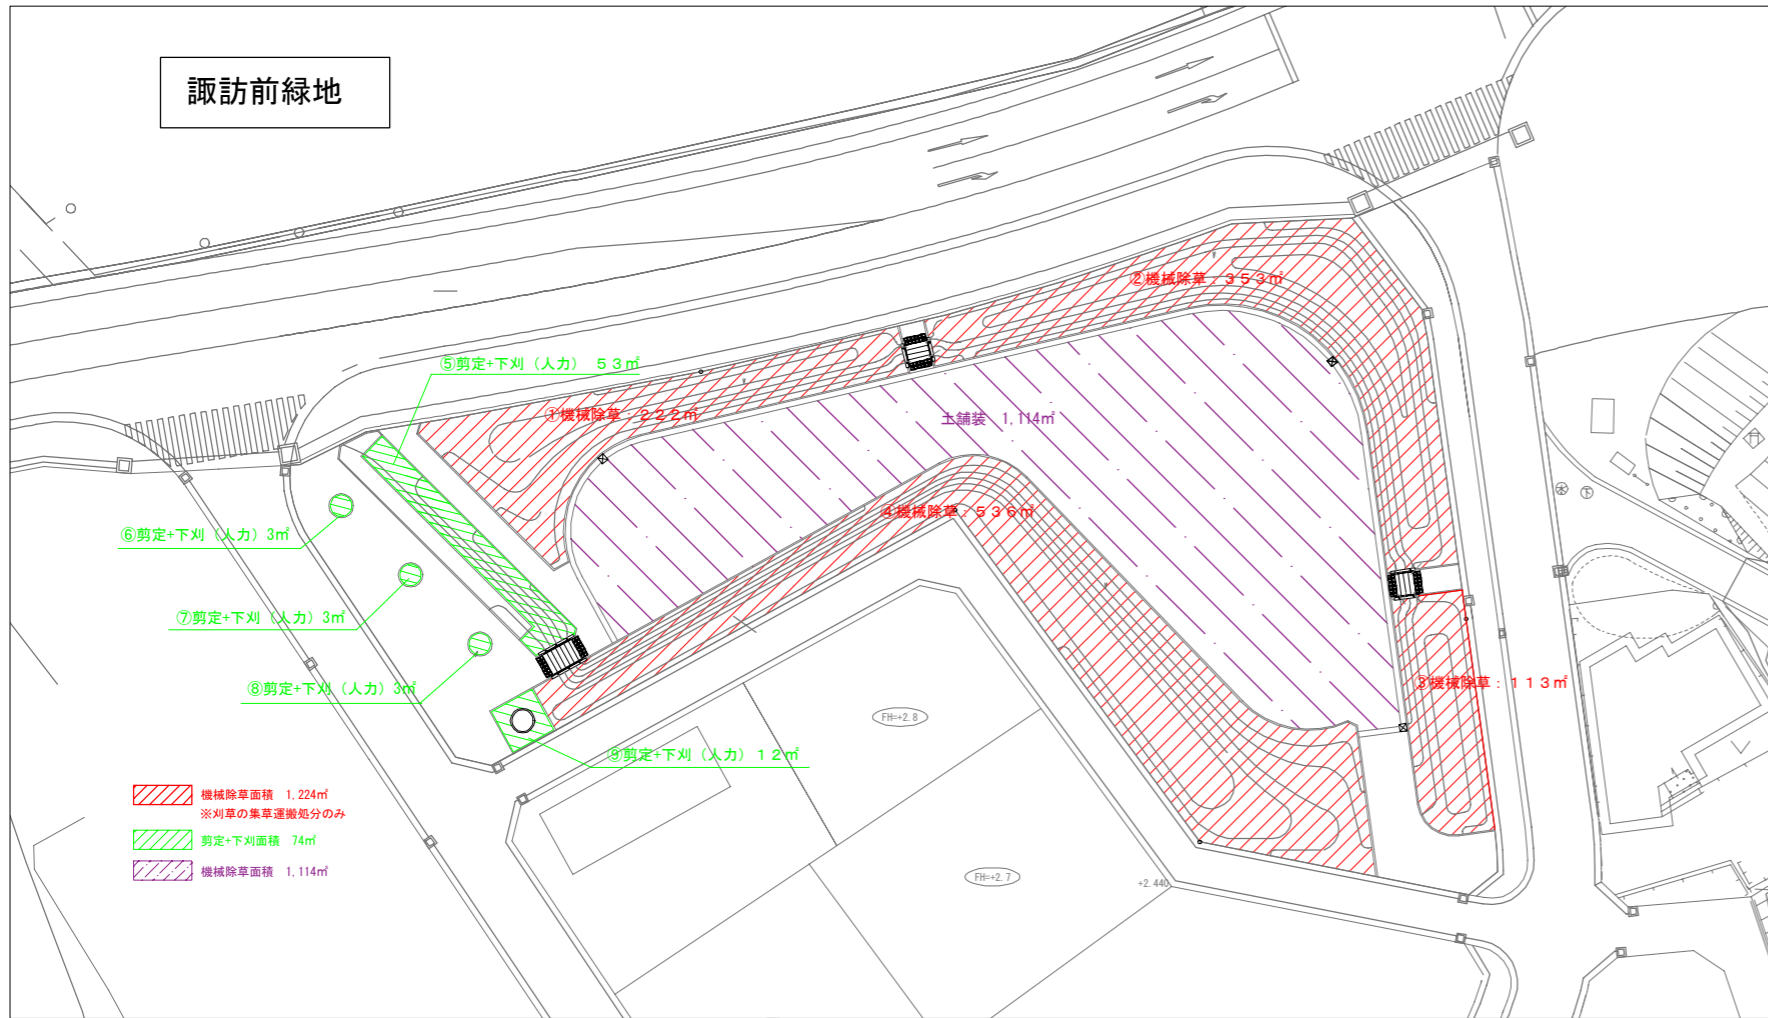 諏訪前緑地
②機械除草：３５３㎡
⑤剪定+下刈（人力）　５３㎡
①機械除草：２２２㎡
土舗装　1,114㎡
④機械除草：５３６㎡
⑥剪定+下刈（人力）3㎡
⑦剪定+下刈（人力）3㎡
⑧剪定+下刈（人力）3㎡
③機械除草：１１３㎡
FH=+2.8
⑨剪定+下刈（人力）１２㎡
機械除草面積　1,224㎡
※刈草の集草運搬処分のみ
剪定+下刈面積　74㎡
機械除草面積　1,114㎡
FH=+2.7
+2.440